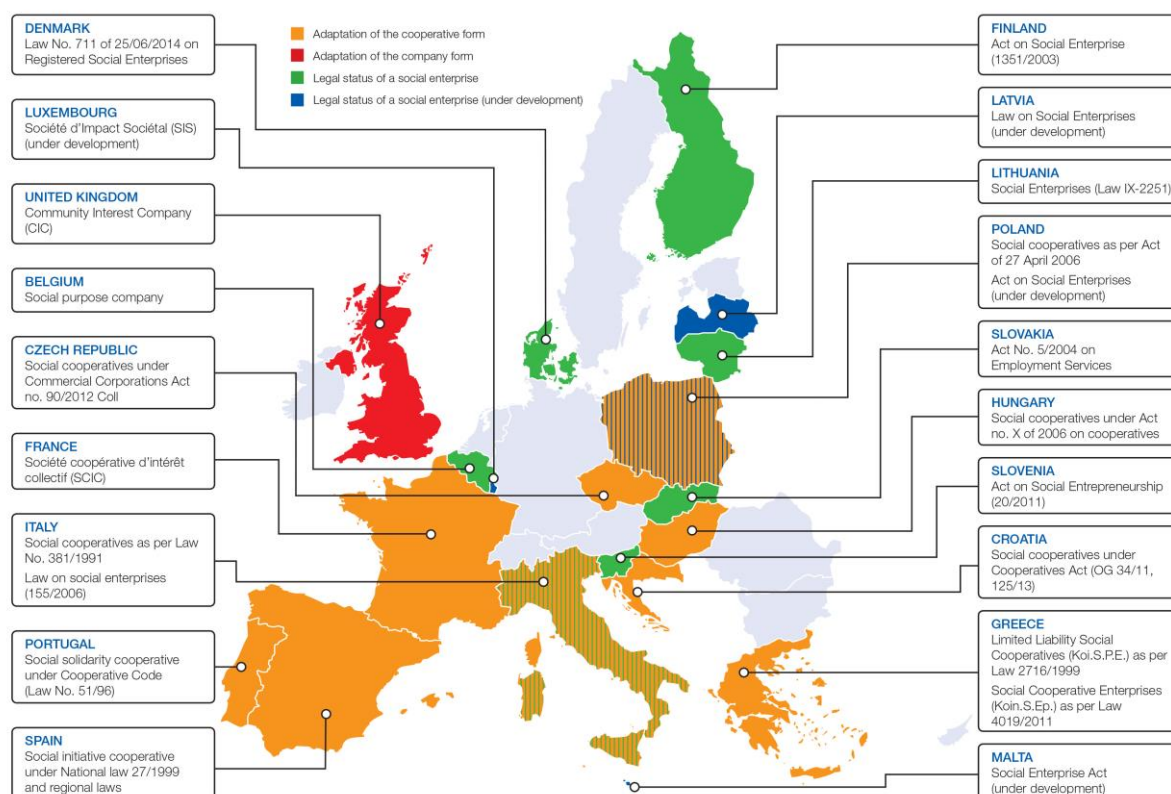 DENMARK
Law No. 711 of 25/06/2014 on
Registered Social Enterprises
LUXEMBOURG
Société d'Impact Sociétal (SIS)
(under development)
UNITED KINGDOM
Community Interest Company
(CIC)
BELGIUM
Social purpose company
CZECH REPUBLIC
Social cooperatives under
Commercial Corporations Act
no. 90/2012 Coll
FRANCE
Société coopérative d'intérêt
collectif (SCIC)
ITALY
Social cooperatives as per Law
No. 381/1991
Law on social enterprises
(155/2006)
PORTUGAL
Social solidarity cooperative
under Cooperative Code
(Law No. 51/96)
SPAIN
Social initiative cooperative
under National law 27/1999
and regional laws
Adaptation of the cooperative form
Adaptation of the company form
Legal status of a social enterprise
Legal status of a social enterprise (under development)
FINLAND
Act on Social Enterprise
(1351/2003)
LATVIA
Law on Social Enterprises
(under development)
LITHUANIA
Social Enterprises (Law IX-2251)
POLAND
Social cooperatives as per Act
of 27 April 2006
Act on Social Enterprises
(under development)
SLOVAKIA
Act No. 5/2004 on
Employment Services
HUNGARY
Social cooperatives under Act
no. X of 2006 on cooperatives
SLOVENIA
Act on Social Entrepreneurship
(20/2011)
CROATIA
Social cooperatives under
Cooperatives Act (OG 34/11,
125/13)
GREECE
Limited Liability Social
Cooperatives (Koi.S.P.E.) as per
Law 2716/1999
Social Cooperative Enterprises
(Koin.S.Ep.) as per Law
4019/2011
MALTA
Social Enterprise Act
(under development)